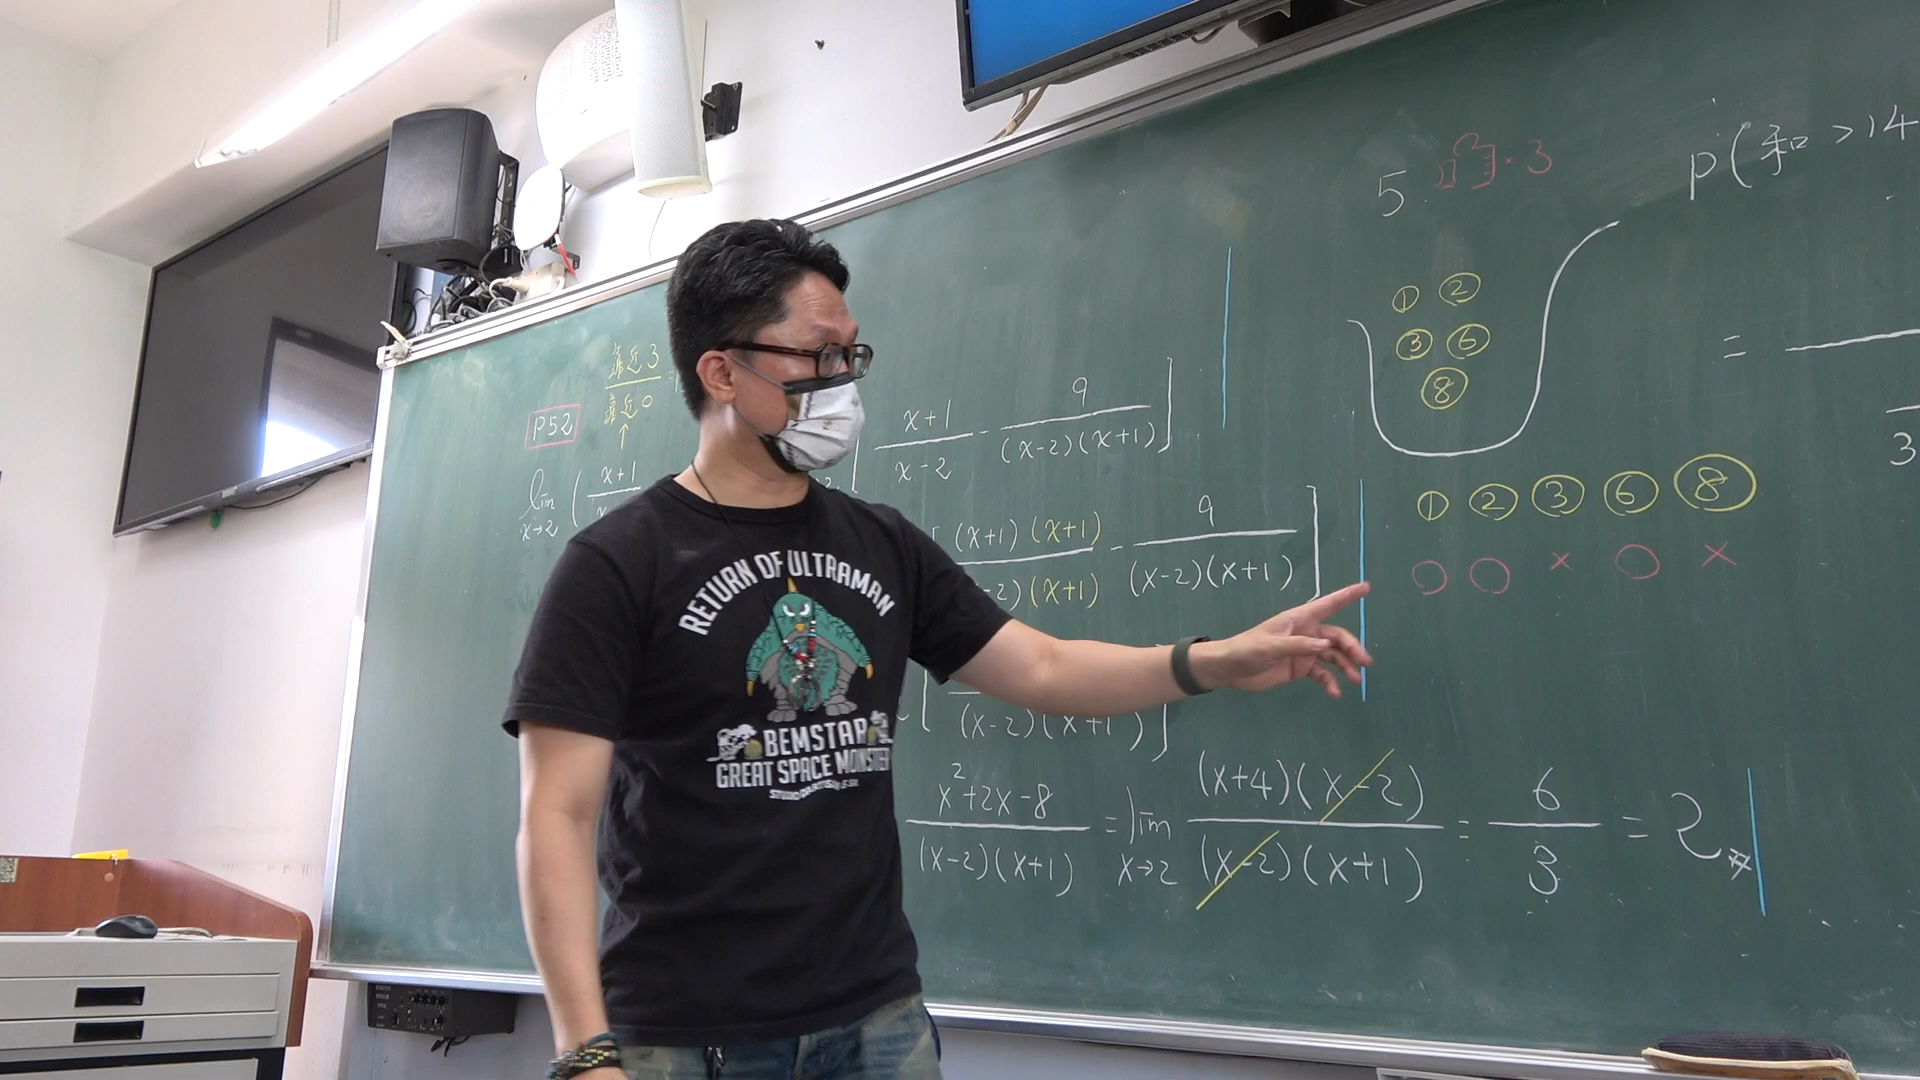 靠近3
靠近0
P52
lim x→2 ( x+1
[ x+1/x-2 - 9/(x-2)(x+1) ]
(x+1)(x+1) - 9/(x-2)(x+1) ]
-2)(x+1)
[ (x-2)(x+1) ]
x²+2x-8/(x-2)(x+1) = lim x→2 (x+4)(x-2)/(x-2)(x+1) = 6/3 = 2
5 取 3
① ②
③ ⑥
⑧
① ② ③ ⑥ ⑧
○ ○ × ○ ×
P(和>14
=
3
RETURN OF ULTRAMAN
BEMSTAR
GREAT SPACE MONSTER